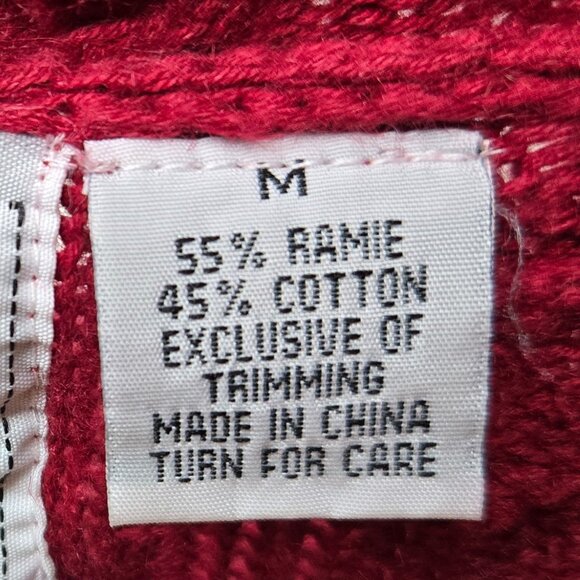 M
55% RAMIE
45% COTTON
EXCLUSIVE OF
TRIMMING
MADE IN CHINA
TURN FOR CARE